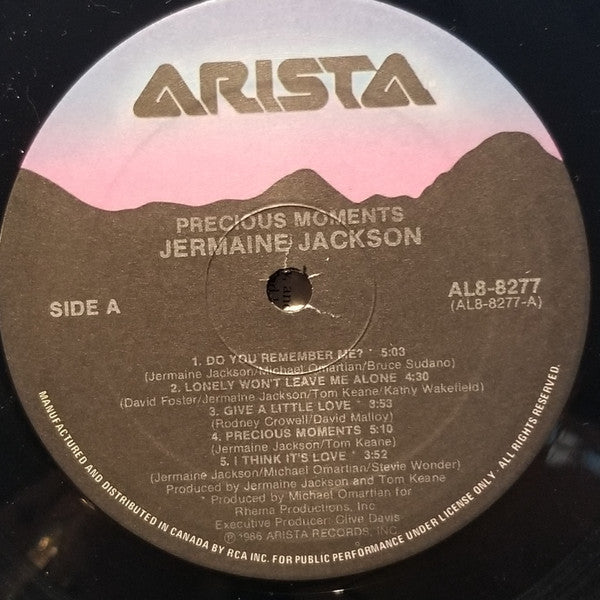 ARISTA
PRECIOUS MOMENTS
JERMAINE JACKSON
SIDE A
AL8-8277
(AL8-8277-A)
1. DO YOU REMEMBER ME? * 5:03
(Jermaine Jackson/Michael Omartian/Bruce Sudano)
2. LONELY WON'T LEAVE ME ALONE 4:30
(David Foster/Jermaine Jackson/Tom Keane/Kathy Wakefield)
3. GIVE A LITTLE LOVE * 3:53
(Rodney Crowell/David Malloy)
4. PRECIOUS MOMENTS 5:10
(Jermaine Jackson/Tom Keane)
5. I THINK IT'S LOVE * 3:52
(Jermaine Jackson/Michael Omartian/Stevie Wonder)
Produced by Jermaine Jackson and Tom Keane
*Produced by Michael Omartian for
Rhema Productions, Inc
Executive Producer: Clive Davis
℗ 1986 ARISTA RECORDS, INC.
MANUFACTURED AND DISTRIBUTED IN CANADA BY RCA INC. FOR PUBLIC PERFORMANCE UNDER LICENSE ONLY. ALL RIGHTS RESERVED.